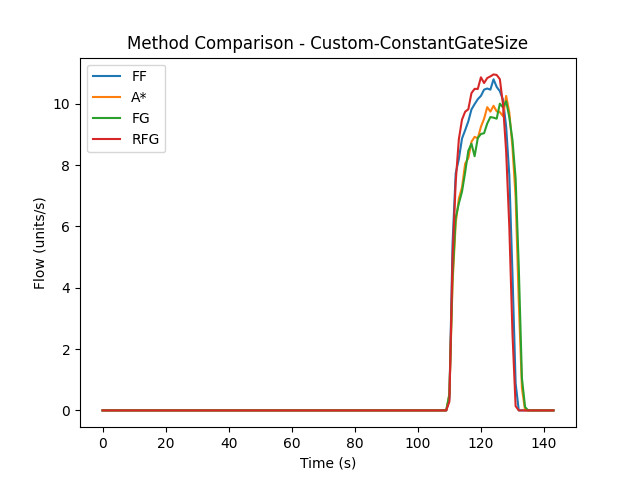 Method Comparison - Custom-ConstantGateSize
FF
A*
FG
RFG
10
8
6
4
2
0
Flow (units/s)
0 20 40 60 80 100 120 140
Time (s)